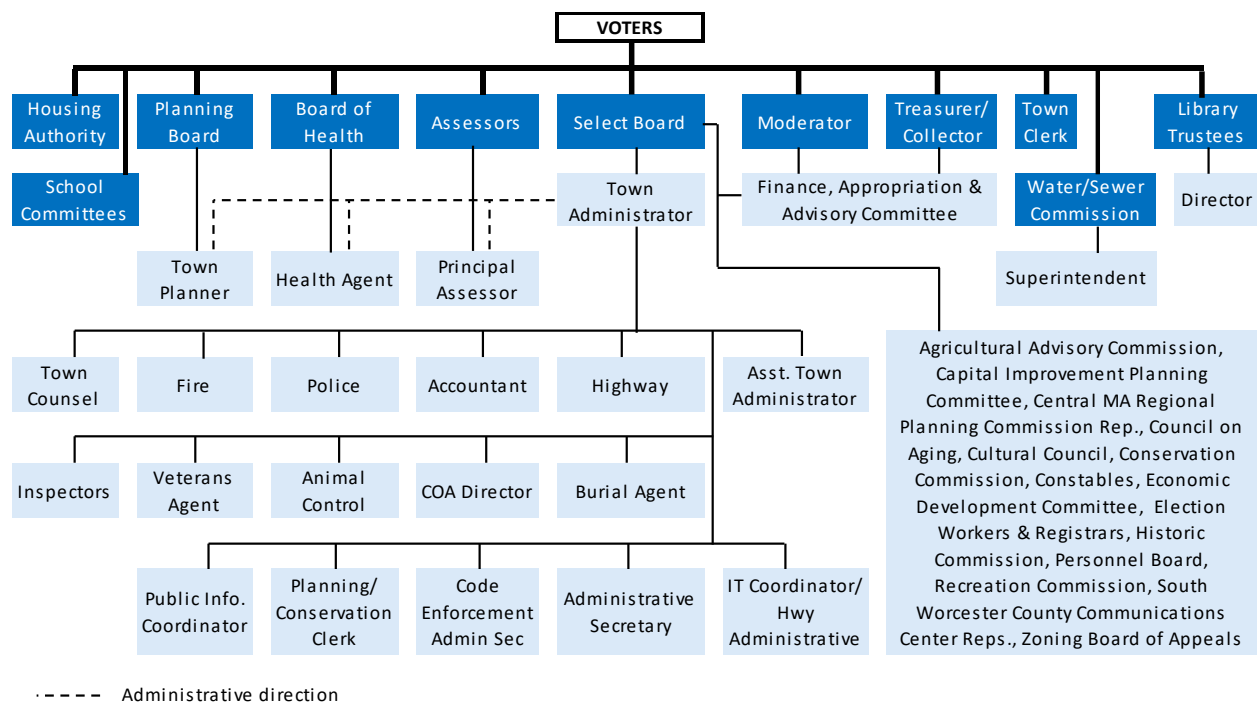 VOTERS
Housing
Authority
Planning
Board
Board of
Health
Assessors
Select Board
Moderator
Treasurer/
Collector
Town
Clerk
Library
Trustees
School
Committees
Town
Administrator
Finance, Appropriation &
Advisory Committee
Water/Sewer
Commission
Director
Town
Planner
Health Agent
Principal
Assessor
Superintendent
Town
Counsel
Fire
Police
Accountant
Highway
Asst. Town
Administrator
Agricultural Advisory Commission,
Capital Improvement Planning
Committee, Central MA Regional
Planning Commission Rep., Council on
Aging, Cultural Council, Conservation
Commission, Constables, Economic
Development Committee, Election
Workers & Registrars, Historic
Commission, Personnel Board,
Recreation Commission, South
Worcester County Communications
Center Reps., Zoning Board of Appeals
Inspectors
Veterans
Agent
Animal
Control
COA Director
Burial Agent
Public Info.
Coordinator
Planning/
Conservation
Clerk
Code
Enforcement
Admin Sec
Administrative
Secretary
IT Coordinator/
Hwy
Administrative
Administrative direction